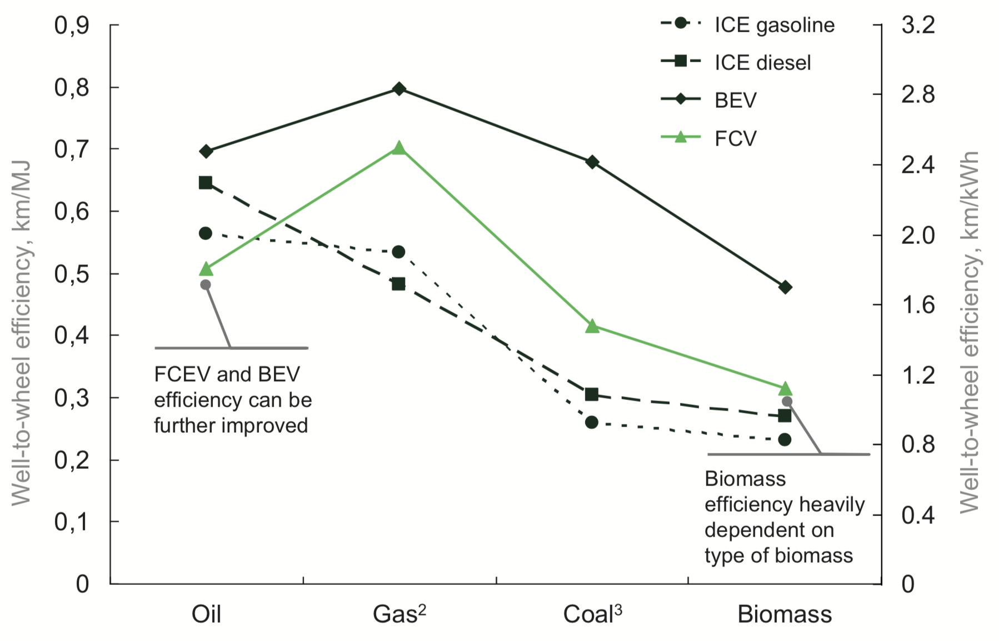 0,9
0,8
0,7
0,6
0,5
0,4
0,3
0,2
0,1
0
Well-to-wheel efficiency, km/MJ
ICE gasoline
ICE diesel
BEV
FCV
3.2
2.8
2.4
2.0
1.6
1.2
0.8
0.4
0
Well-to-wheel efficiency, km/kWh
FCEV and BEV
efficiency can be
further improved
Biomass
efficiency heavily
dependent on
type of biomass
Oil Gas² Coal³ Biomass